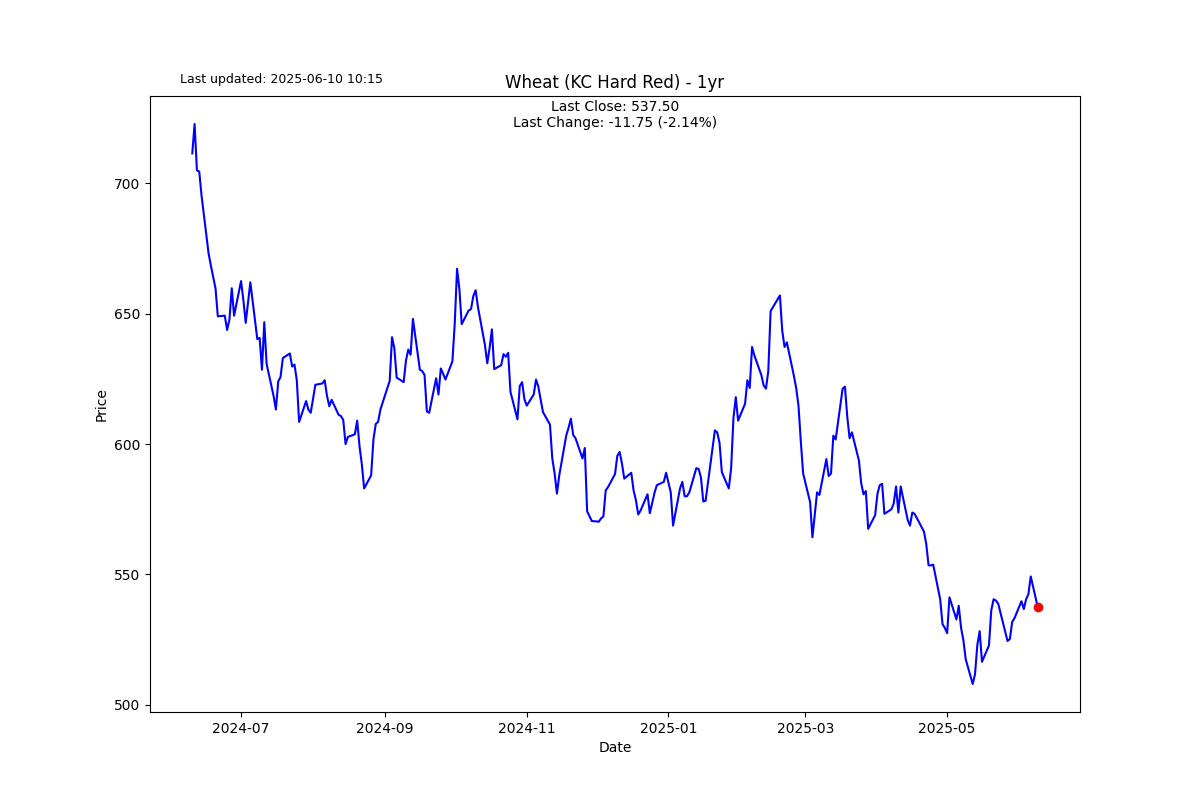 Last updated: 2025-06-10 10:15
Wheat (KC Hard Red) - 1yr
Last Close: 537.50
Last Change: -11.75 (-2.14%)
Price
700
650
600
550
500
2024-07
2024-09
2024-11
2025-01
2025-03
2025-05
Date